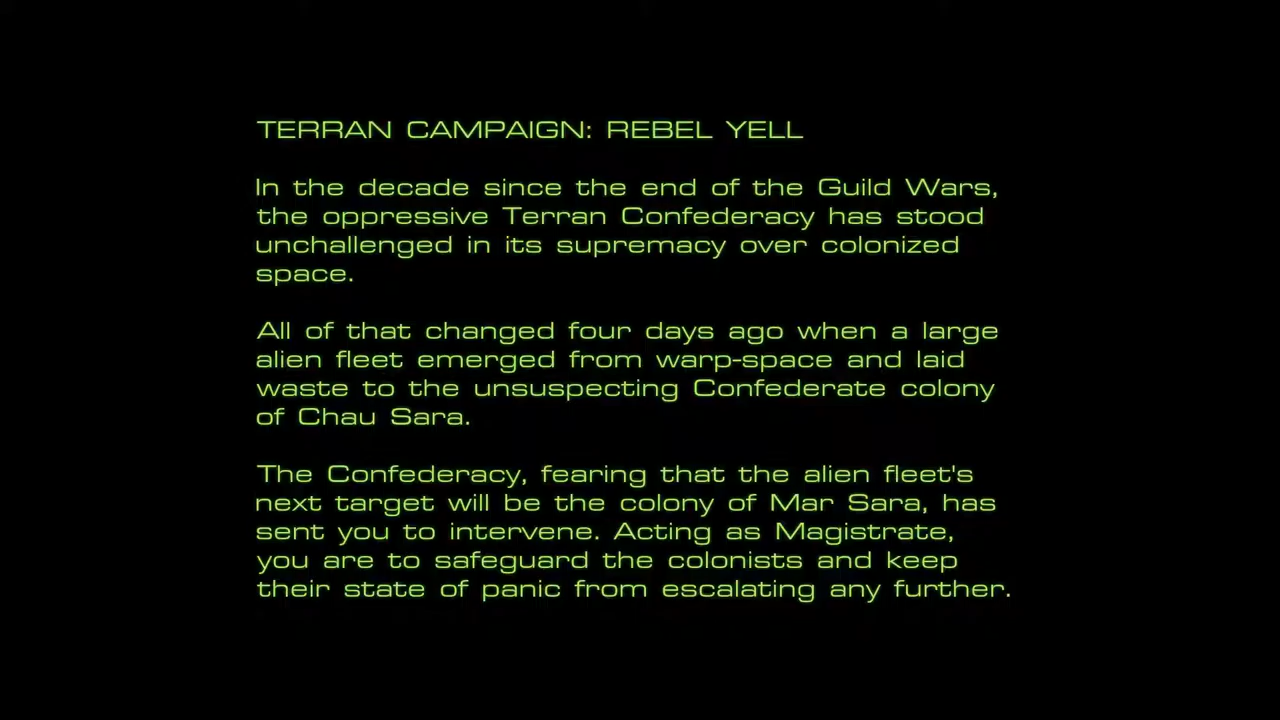 TERRAN CAMPAIGN: REBEL YELL
In the decade since the end of the Guild Wars,
the oppressive Terran Confederacy has stood
unchallenged in its supremacy over colonized
space.
All of that changed four days ago when a large
alien fleet emerged from warp-space and laid
waste to the unsuspecting Confederate colony
of Chau Sara.
The Confederacy, fearing that the alien fleet's
next target will be the colony of Mar Sara, has
sent you to intervene. Acting as Magistrate,
you are to safeguard the colonists and keep
their state of panic from escalating any further.